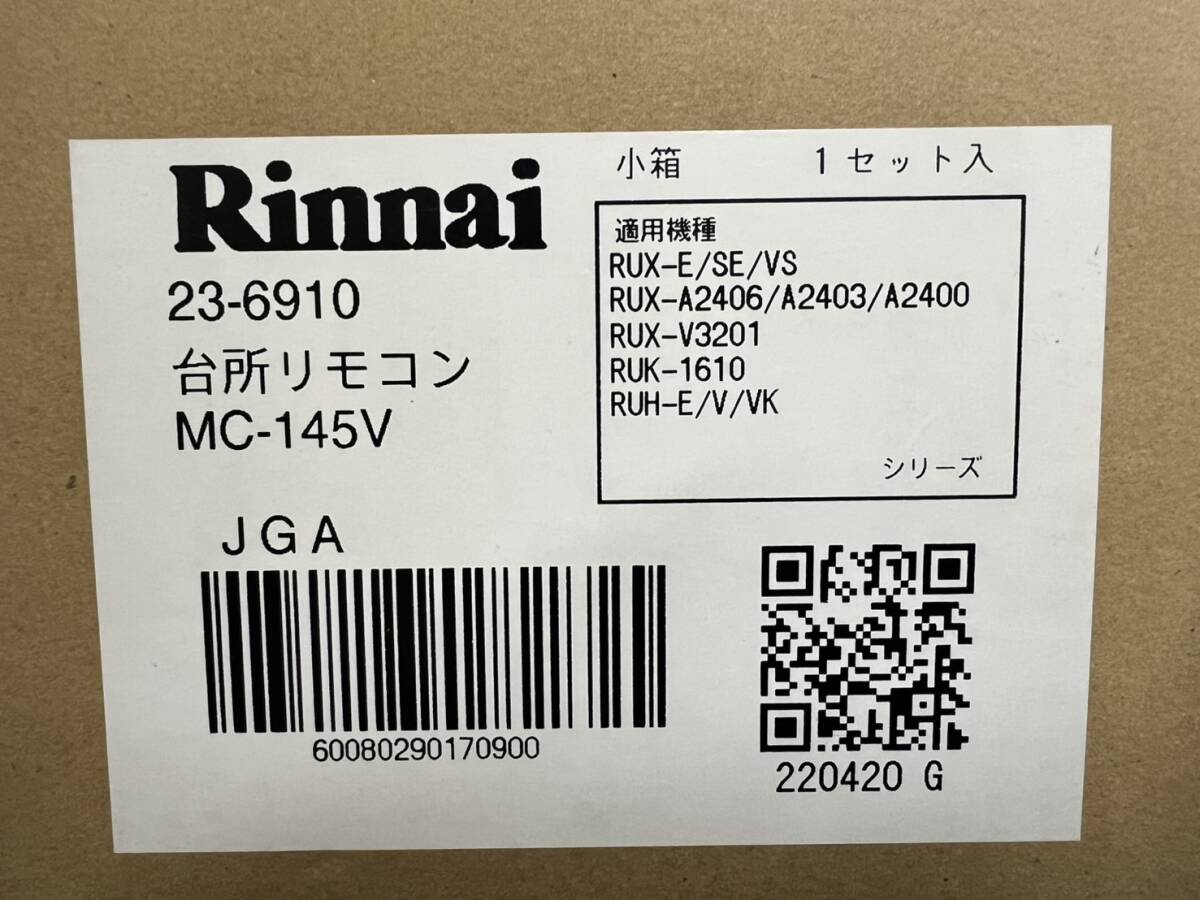 Rinnai
23-6910
台所リモコン
MC-145V
小箱 1セット入
適用機種
RUX-E/SE/VS
RUX-A2406/A2403/A2400
RUX-V3201
RUK-1610
RUH-E/V/VK
シリーズ
JGA
60080290170900
220420 G